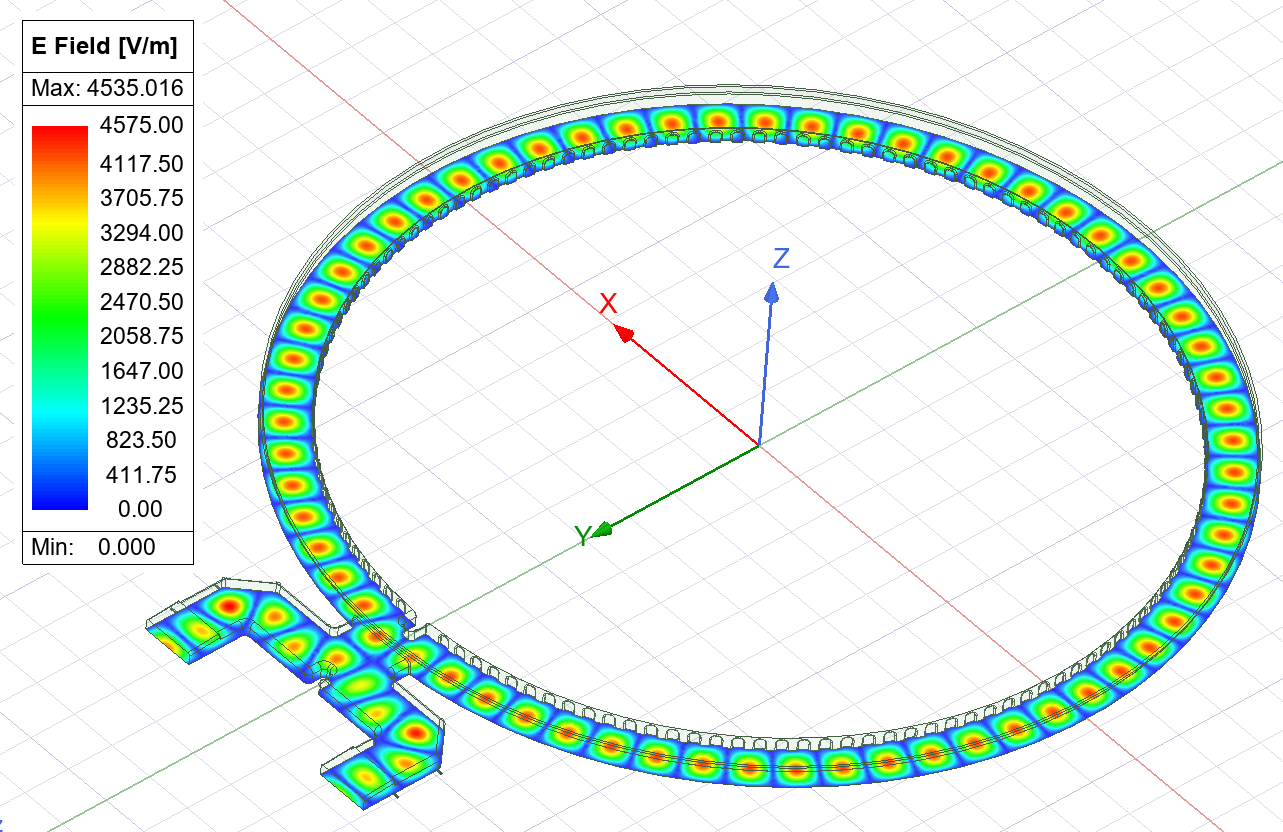 E Field [V/m]
Max: 4535.016
4575.00
4117.50
3705.75
3294.00
2882.25
2470.50
2058.75
1647.00
1235.25
823.50
411.75
0.00
Min: 0.000
Z
X
Y